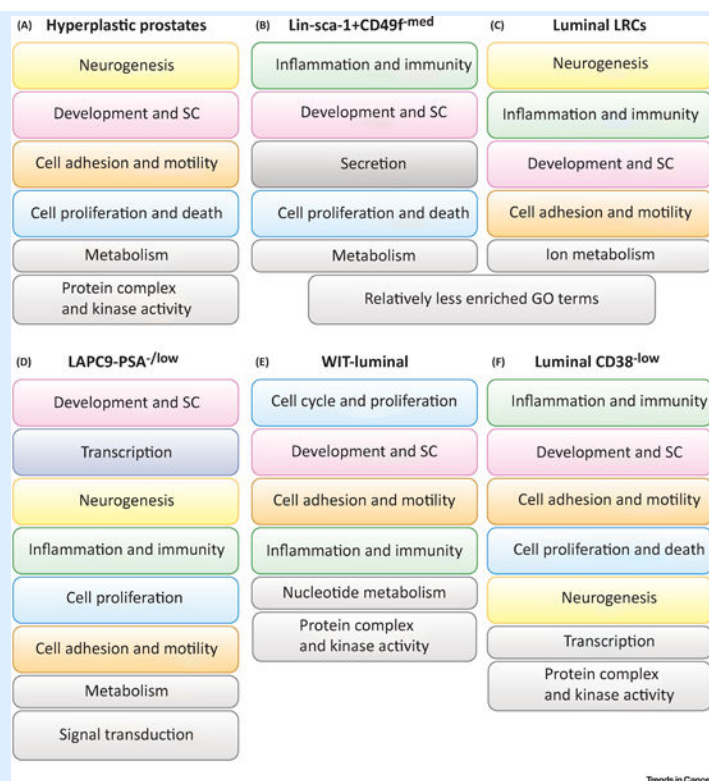 (A) Hyperplastic prostates
Neurogenesis
Development and SC
Cell adhesion and motility
Cell proliferation and death
Metabolism
Protein complex
and kinase activity
(B) Lin-sca-1+CD49f-med
Inflammation and immunity
Development and SC
Secretion
Cell proliferation and death
Metabolism
(C) Luminal LRCs
Neurogenesis
Inflammation and immunity
Development and SC
Cell adhesion and motility
Ion metabolism
Relatively less enriched GO terms
(D) LAPC9-PSA-/low
Development and SC
Transcription
Neurogenesis
Inflammation and immunity
Cell proliferation
Cell adhesion and motility
Metabolism
Signal transduction
(E) WIT-luminal
Cell cycle and proliferation
Development and SC
Cell adhesion and motility
Inflammation and immunity
Nucleotide metabolism
Protein complex
and kinase activity
(F) Luminal CD38-low
Inflammation and immunity
Development and SC
Cell adhesion and motility
Cell proliferation and death
Neurogenesis
Transcription
Protein complex
and kinase activity
Trends in Cancer